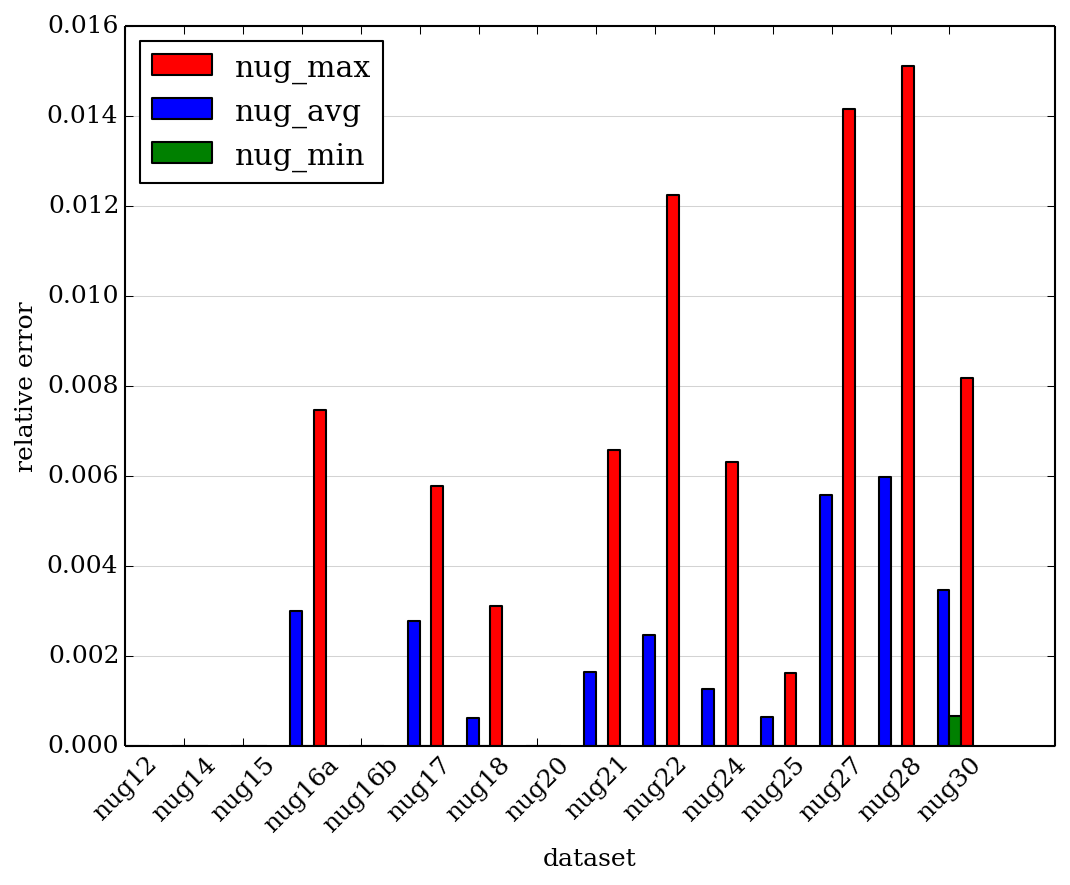 0.016
0.014
0.012
0.010
0.008
0.006
0.004
0.002
0.000
relative error
nug_max
nug_avg
nug_min
nug12
nug14
nug15
nug16a
nug16b
nug17
nug18
nug20
nug21
nug22
nug24
nug25
nug27
nug28
nug30
dataset